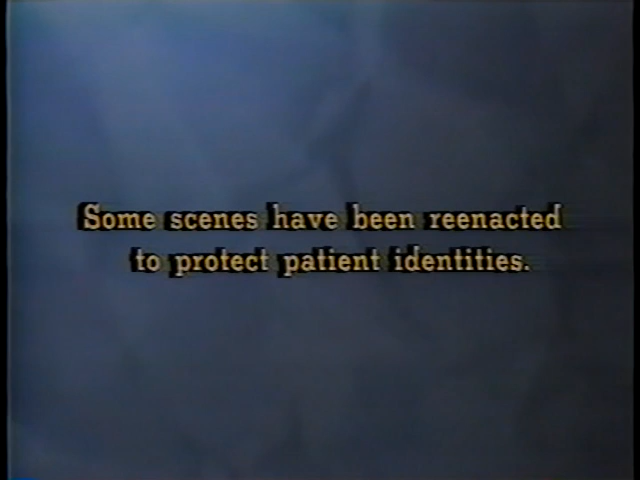 Some scenes have been reenacted
to protect patient identities.